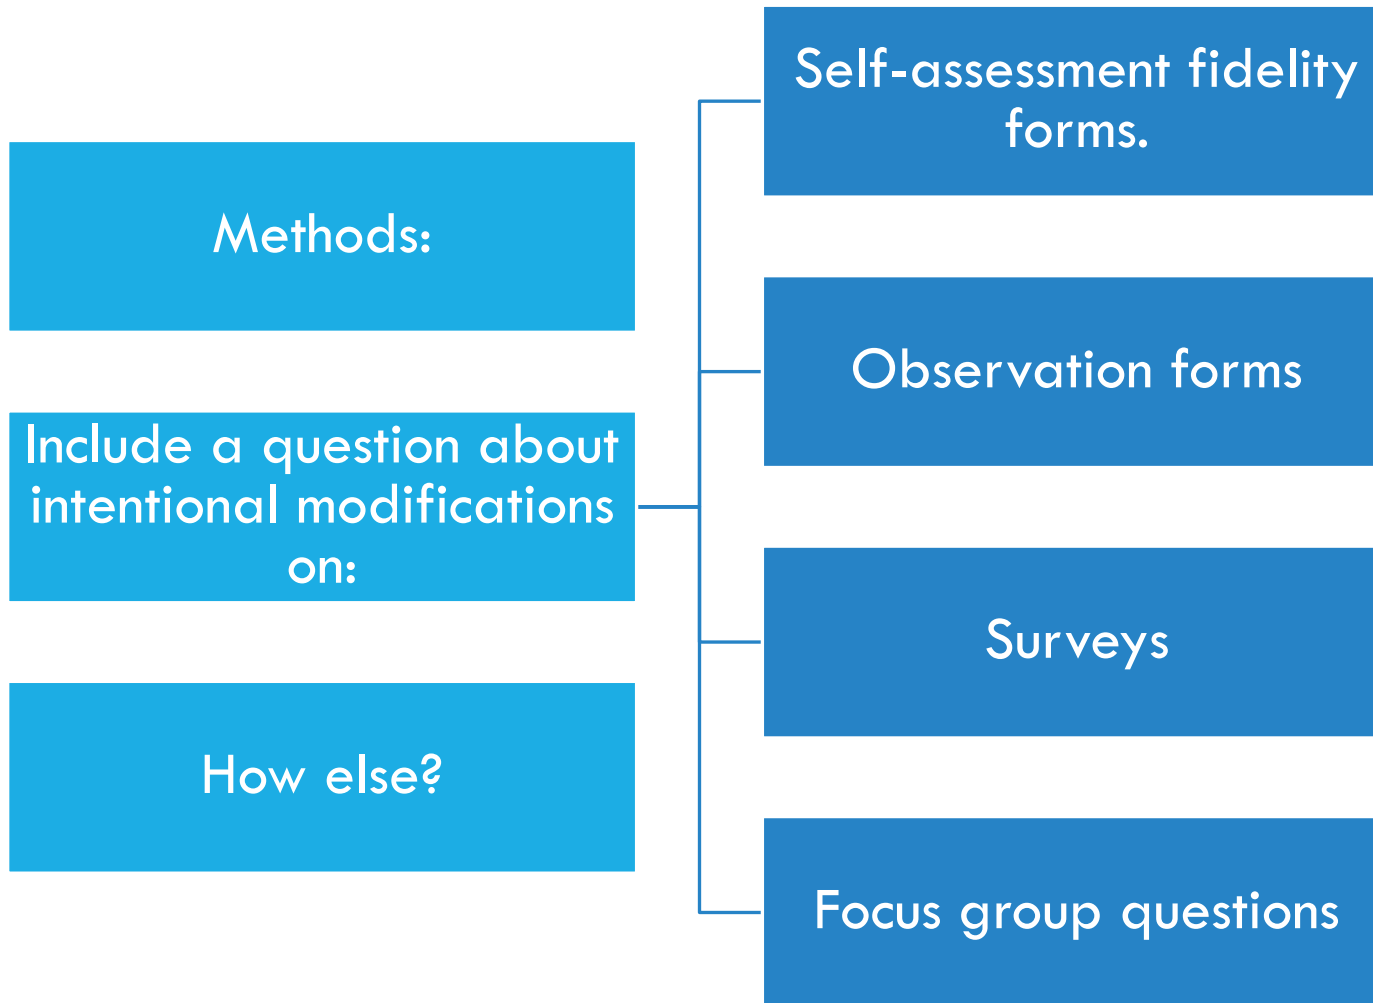 Methods:
Include a question about
intentional modifications
on:
Self-assessment fidelity
forms.
Observation forms
Surveys
Focus group questions
How else?